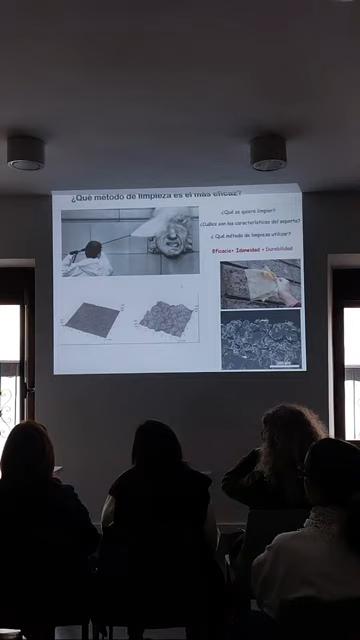 ¿Qué método de limpieza es el más eficaz?
¿Qué se quiere limpiar?
¿Cuáles son las características del soporte?
¿ Qué método de limpieza utilizar?
Eficacia+ Idoneidad + Durabilidad